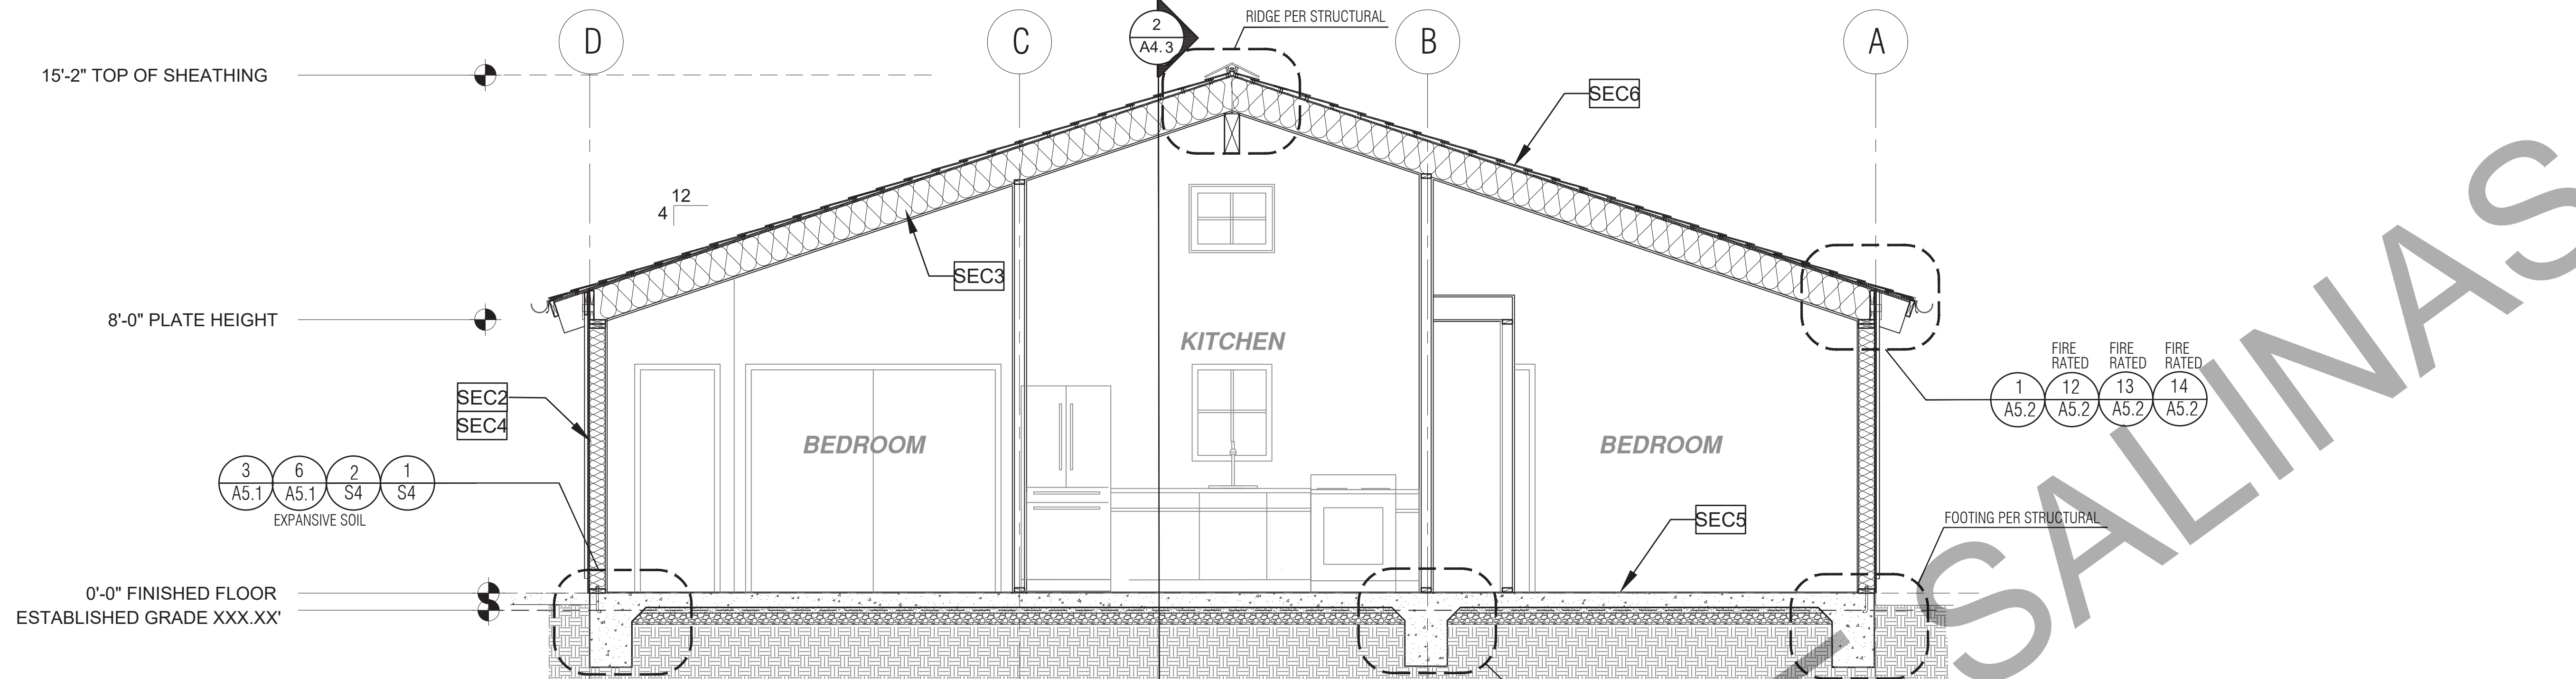 D
C
2
A4.3
RIDGE PER STRUCTURAL
B
A
15'-2" TOP OF SHEATHING
SEC6
12
4
SEC3
8'-0" PLATE HEIGHT
KITCHEN
FIRE RATED
FIRE RATED
FIRE RATED
1
A5.2
12
A5.2
13
A5.2
14
A5.2
SEC2
SEC4
BEDROOM
BEDROOM
3
A5.1
6
A5.1
2
S4
1
S4
EXPANSIVE SOIL
SEC5
FOOTING PER STRUCTURAL
0'-0" FINISHED FLOOR
ESTABLISHED GRADE XXX.XX'
SALINAS